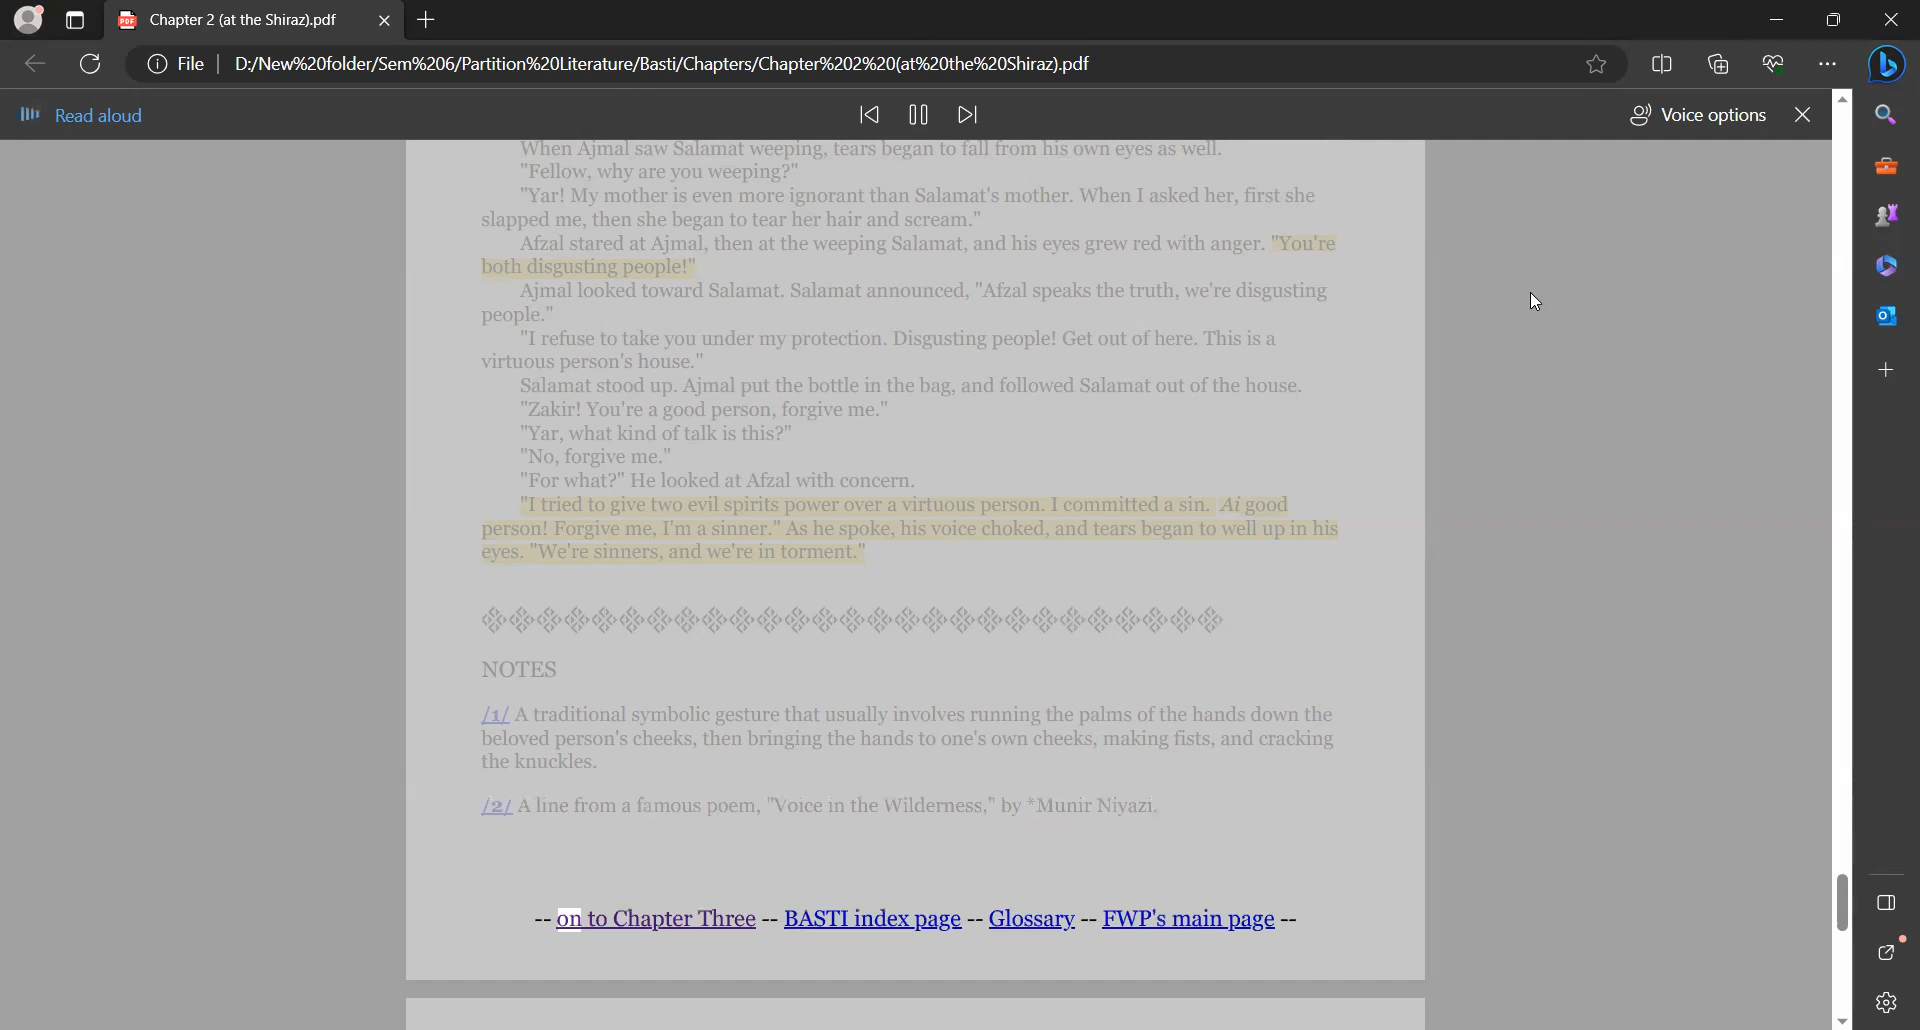 Chapter 2 (at the Shiraz).pdf
File
D:/New%20folder/Sem%206/Partition%20Literature/Basti/Chapters/Chapter%202%20(at%20the%20Shiraz).pdf
Read aloud
Voice options
When Ajmal saw Salamat weeping, tears began to fall from his own eyes as well.
"Fellow, why are you weeping?"
"Yar! My mother is even more ignorant than Salamat's mother. When I asked her, first she
slapped me, then she began to tear her hair and scream."
Afzal stared at Ajmal, then at the weeping Salamat, and his eyes grew red with anger. "You're
both disgusting people!"
Ajmal looked toward Salamat. Salamat announced, "Afzal speaks the truth, we're disgusting
people."
"I refuse to take you under my protection. Disgusting people! Get out of here. This is a
virtuous person's house."
Salamat stood up. Ajmal put the bottle in the bag, and followed Salamat out of the house.
"Zakir! You're a good person, forgive me."
"Yar, what kind of talk is this?"
"No, forgive me."
"For what?" He looked at Afzal with concern.
"I tried to give two evil spirits power over a virtuous person. I committed a sin. Ai good
person! Forgive me, I'm a sinner." As he spoke, his voice choked, and tears began to well up in his
eyes. "We're sinners, and we're in torment."
NOTES
/1/ A traditional symbolic gesture that usually involves running the palms of the hands down the
beloved person's cheeks, then bringing the hands to one's own cheeks, making fists, and cracking
the knuckles.
/2/ A line from a famous poem, "Voice in the Wilderness," by *Munir Niyazi.
-- on to Chapter Three -- BASTI index page -- Glossary -- FWP's main page --